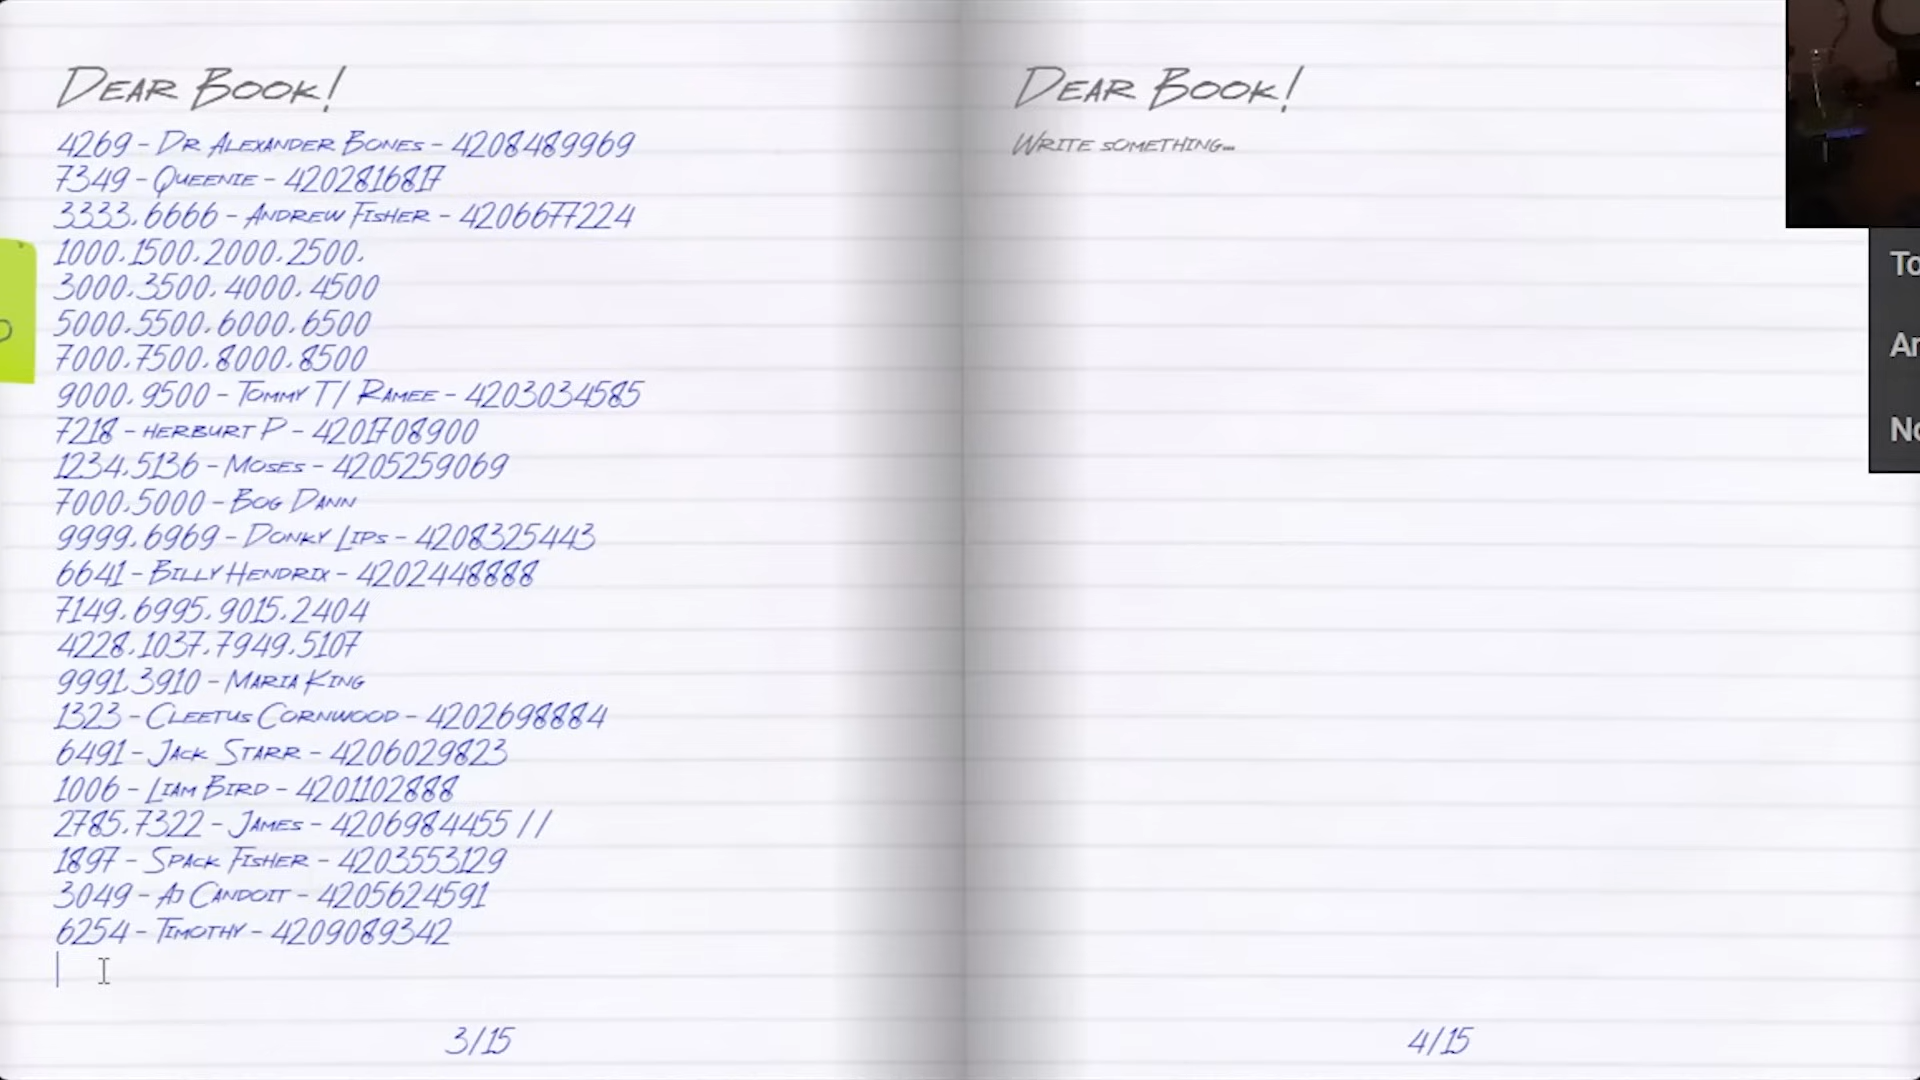 DEAR BOOK!
4269 - DR ALEXANDER BONES - 4208489969
7349 - QUEENIE - 4202816817
3333, 6666 - ANDREW FISHER - 4206677224
1000, 1500, 2000, 2500,
3000, 3500, 4000, 4500
5000, 5500, 6000, 6500
7000, 7500, 8000, 8500
9000, 9500 - TOMMY T / RAMEE - 4203034585
7218 - HERBURT P - 4201708900
1234, 5136 - MOSES - 4205259069
7000, 5000 - BOG DANN
9999, 6969 - DONKY LIPS - 4208325443
6641 - BILLY HENDRIX - 4202448888
7149, 6995, 9015, 2404
4228, 1037, 7949, 5107
9991, 3910 - MARIA KING
1323 - CLEETUS CORNWOOD - 4202698884
6491 - JACK STARR - 4206029823
1006 - LIAM BIRD - 4201102888
2785, 7322 - JAMES - 4206984455 //
1897 - SPACK FISHER - 4203553129
3049 - AJ CANDOIT - 4205624591
6254 - TIMOTHY - 4209089342
3/15
DEAR BOOK!
WRITE SOMETHING...
4/15